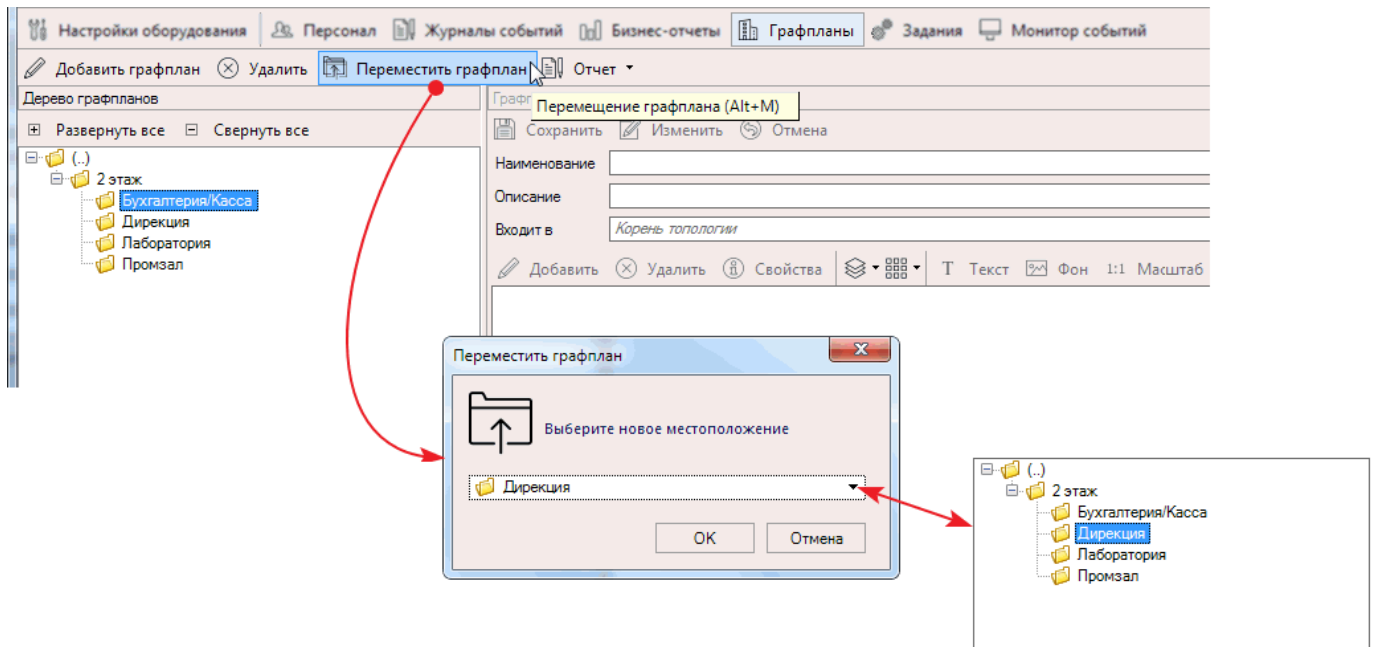 Настройки оборудования Персонал Журналы событий Бизнес-отчеты Графпланы Задания Монитор событий
Добавить графплан Удалить Переместить графплан Отчет
Дерево графпланов
Перемещение графплана (Alt+M)
Развернуть все Свернуть все
Сохранить Изменить Отмена
(..)
2 этаж
Бухгалтерия/Касса
Дирекция
Лаборатория
Промзал
Наименование
Описание
Входит в Корень топологии
Добавить Удалить Свойства T Текст Фон 1:1 Масштаб
Переместить графплан
Выберите новое местоположение
Дирекция
OK Отмена
(..)
2 этаж
Бухгалтерия/Касса
Дирекция
Лаборатория
Промзал